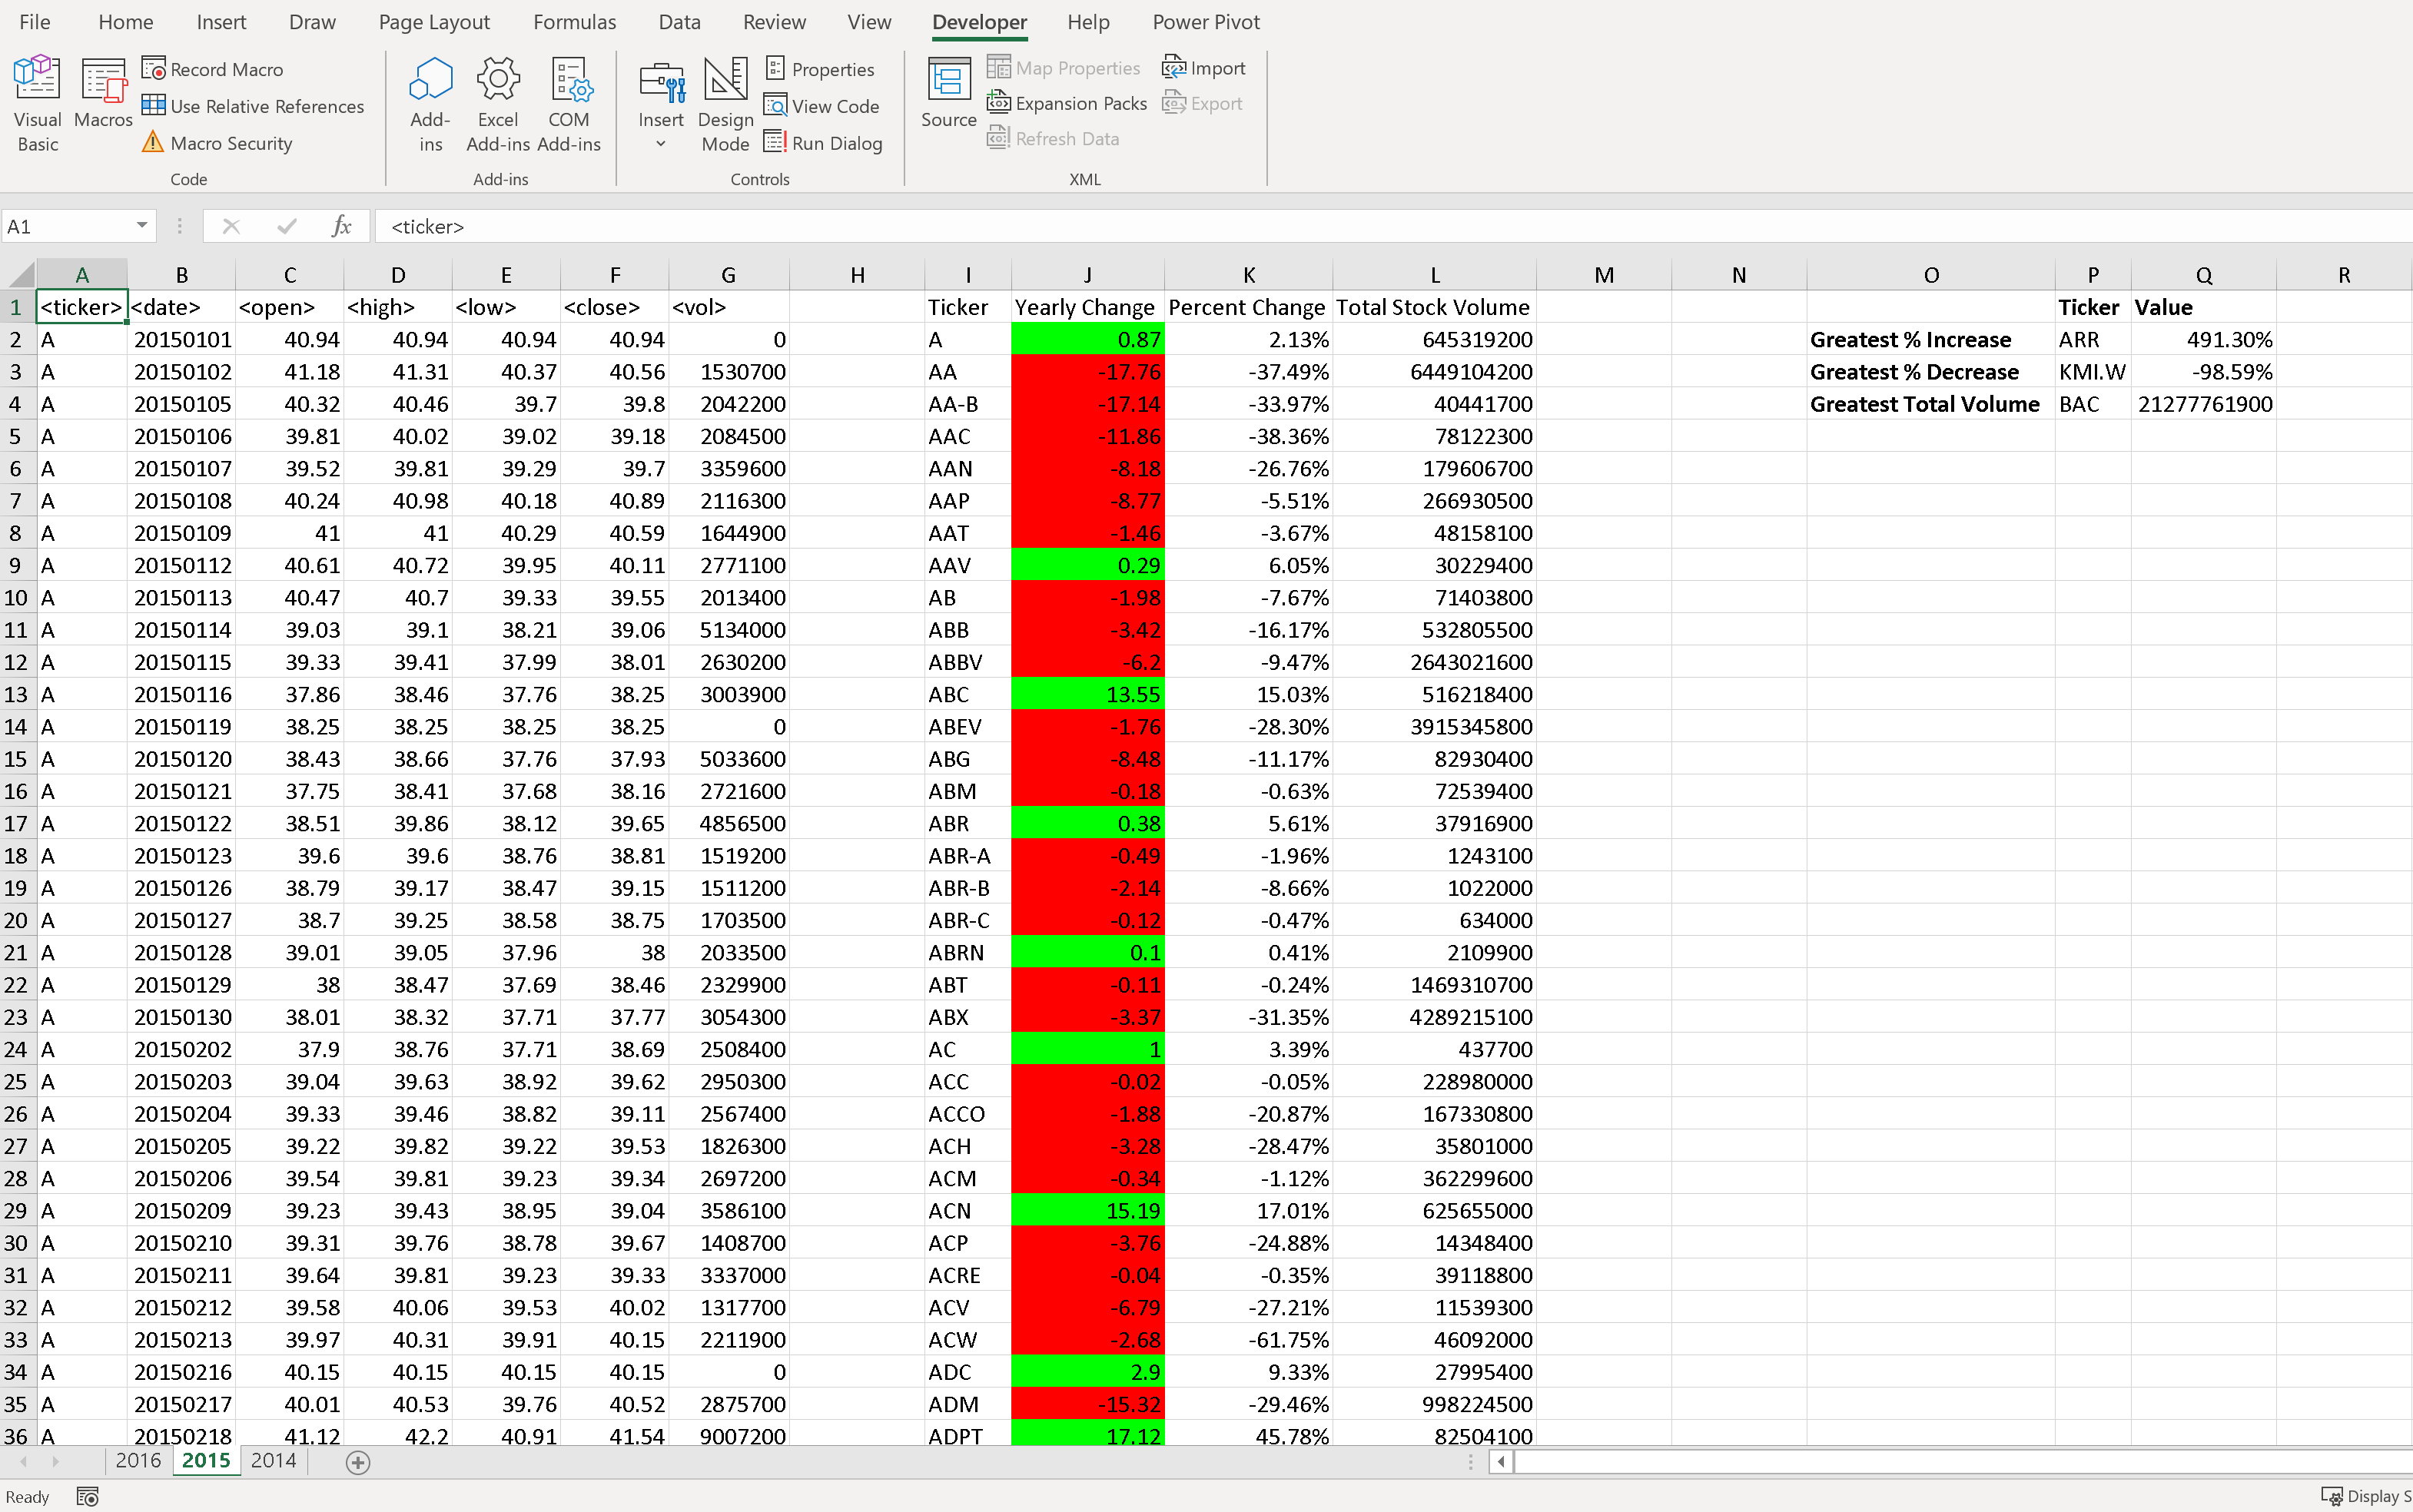 File Home Insert Draw Page Layout Formulas Data Review View Developer Help Power Pivot
Visual Basic
Macros
Record Macro
Use Relative References
Macro Security
Code
Add-ins
Excel Add-ins
COM Add-ins
Add-ins
Insert
Design Mode
Properties
View Code
Run Dialog
Controls
Source
Map Properties
Expansion Packs
Refresh Data
Import
Export
XML
A1 fx <ticker>
A B C D E F G H I J K L M N O P Q R
1 <ticker> <date> <open> <high> <low> <close> <vol> Ticker Yearly Change Percent Change Total Stock Volume Ticker Value
2 A 20150101 40.94 40.94 40.94 40.94 0 A 0.87 2.13% 645319200 Greatest % Increase ARR 491.30%
3 A 20150102 41.18 41.31 40.37 40.56 1530700 AA -17.76 -37.49% 6449104200 Greatest % Decrease KMI.W -98.59%
4 A 20150105 40.32 40.46 39.7 39.8 2042200 AA-B -17.14 -33.97% 40441700 Greatest Total Volume BAC 21277761900
5 A 20150106 39.81 40.02 39.02 39.18 2084500 AAC -11.86 -38.36% 78122300
6 A 20150107 39.52 39.81 39.29 39.7 3359600 AAN -8.18 -26.76% 179606700
7 A 20150108 40.24 40.98 40.18 40.89 2116300 AAP -8.77 -5.51% 266930500
8 A 20150109 41 41 40.29 40.59 1644900 AAT -1.46 -3.67% 48158100
9 A 20150112 40.61 40.72 39.95 40.11 2771100 AAV 0.29 6.05% 30229400
10 A 20150113 40.47 40.7 39.33 39.55 2013400 AB -1.98 -7.67% 71403800
11 A 20150114 39.03 39.1 38.21 39.06 5134000 ABB -3.42 -16.17% 532805500
12 A 20150115 39.33 39.41 37.99 38.01 2630200 ABBV -6.2 -9.47% 2643021600
13 A 20150116 37.86 38.46 37.76 38.25 3003900 ABC 13.55 15.03% 516218400
14 A 20150119 38.25 38.25 38.25 38.25 0 ABEV -1.76 -28.30% 3915345800
15 A 20150120 38.43 38.66 37.76 37.93 5033600 ABG -8.48 -11.17% 82930400
16 A 20150121 37.75 38.41 37.68 38.16 2721600 ABM -0.18 -0.63% 72539400
17 A 20150122 38.51 39.86 38.12 39.65 4856500 ABR 0.38 5.61% 37916900
18 A 20150123 39.6 39.6 38.76 38.81 1519200 ABR-A -0.49 -1.96% 1243100
19 A 20150126 38.79 39.17 38.47 39.15 1511200 ABR-B -2.14 -8.66% 1022000
20 A 20150127 38.7 39.25 38.58 38.75 1703500 ABR-C -0.12 -0.47% 634000
21 A 20150128 39.01 39.05 37.96 38 2033500 ABRN 0.1 0.41% 2109900
22 A 20150129 38 38.47 37.69 38.46 2329900 ABT -0.11 -0.24% 1469310700
23 A 20150130 38.01 38.32 37.71 37.77 3054300 ABX -3.37 -31.35% 4289215100
24 A 20150202 37.9 38.76 37.71 38.69 2508400 AC 1 3.39% 437700
25 A 20150203 39.04 39.63 38.92 39.62 2950300 ACC -0.02 -0.05% 228980000
26 A 20150204 39.33 39.46 38.82 39.11 2567400 ACCO -1.88 -20.87% 167330800
27 A 20150205 39.22 39.82 39.22 39.53 1826300 ACH -3.28 -28.47% 35801000
28 A 20150206 39.54 39.81 39.23 39.34 2697200 ACM -0.34 -1.12% 362299600
29 A 20150209 39.23 39.43 38.95 39.04 3586100 ACN 15.19 17.01% 625655000
30 A 20150210 39.31 39.76 38.78 39.67 1408700 ACP -3.76 -24.88% 14348400
31 A 20150211 39.64 39.81 39.23 39.33 3337000 ACRE -0.04 -0.35% 39118800
32 A 20150212 39.58 40.06 39.53 40.02 1317700 ACV -6.79 -27.21% 11539300
33 A 20150213 39.97 40.31 39.91 40.15 2211900 ACW -2.68 -61.75% 46092000
34 A 20150216 40.15 40.15 40.15 40.15 0 ADC 2.9 9.33% 27995400
35 A 20150217 40.01 40.53 39.76 40.52 2875700 ADM -15.32 -29.46% 998224500
36 A 20150218 41.12 42.2 40.91 41.54 9007200 ADPT 17.12 45.78% 82504100
2016 2015 2014
Ready Display S